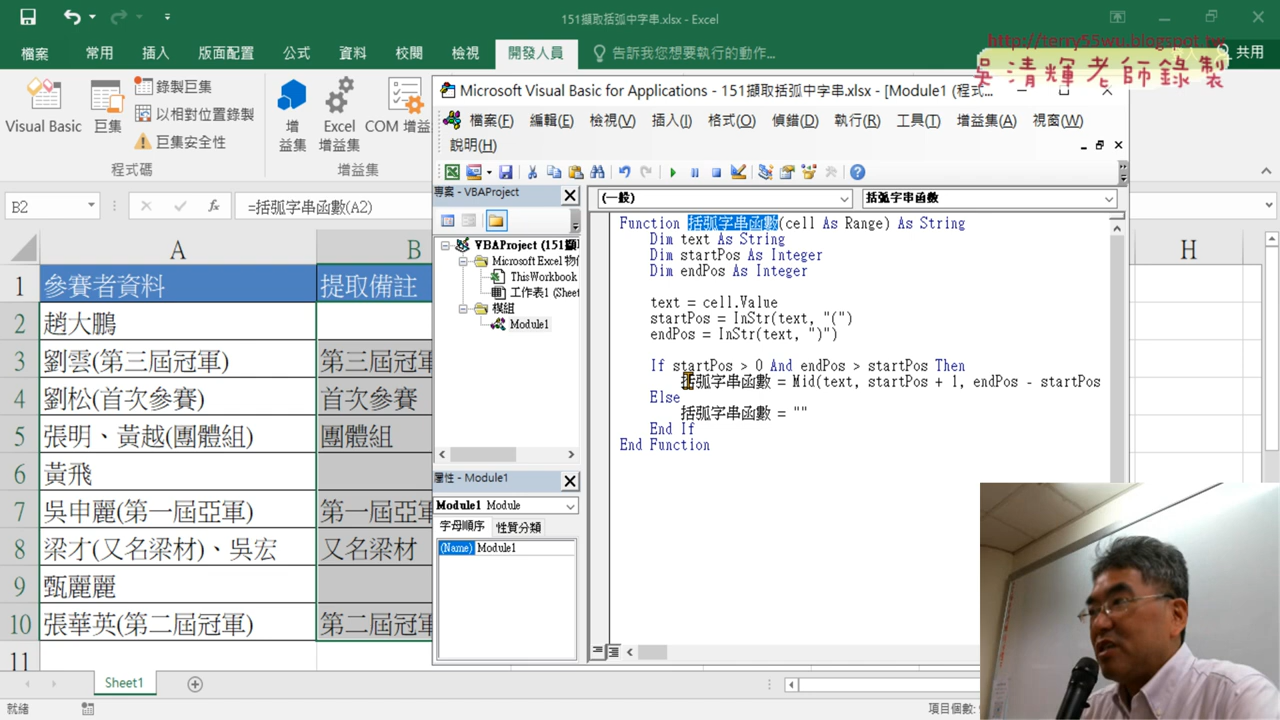 151擷取括弧中字串.xlsx - Excel
http://terry55wu.blogspot.tw
吳清輝老師錄製
檔案 常用 插入 版面配置 公式 資料 校閱 檢視 開發人員 告訴我您想要執行的動作... 共用
Visual Basic
巨集
錄製巨集
以相對位置錄製
巨集安全性
程式碼
增益集
Excel 增益集
COM 增益
增益集
B2
=括弧字串函數(A2)
A B H
1 參賽者資料 提取備註
2 趙大鵬
3 劉雲(第三屆冠軍) 第三屆冠軍
4 劉松(首次參賽) 首次參賽
5 張明、黃越(團體組) 團體組
6 黃飛
7 吳申麗(第一屆亞軍) 第一屆亞軍
8 梁才(又名梁材)、吳宏 又名梁材
9 甄麗麗
10 張華英(第二屆冠軍) 第二屆冠軍
11
Sheet1
就緒
項目個數:
Microsoft Visual Basic for Applications - 151擷取括弧中字串.xlsx - [Module1 (程式...
檔案(F) 編輯(E) 檢視(V) 插入(I) 格式(O) 偵錯(D) 執行(R) 工具(T) 增益集(A) 視窗(W)
說明(H)
專案 - VBAProject
VBAProject (151擷
Microsoft Excel 物
ThisWorkbook
工作表1 (Sheet
模組
Module1
屬性 - Module1
Module1 Module
字母順序 性質分類
(Name) Module1
(一般) 括弧字串函數
Function 括弧字串函數(cell As Range) As String
Dim text As String
Dim startPos As Integer
Dim endPos As Integer
text = cell.Value
startPos = InStr(text, "(")
endPos = InStr(text, ")")
If startPos > 0 And endPos > startPos Then
括弧字串函數 = Mid(text, startPos + 1, endPos - startPos
Else
括弧字串函數 = ""
End If
End Function